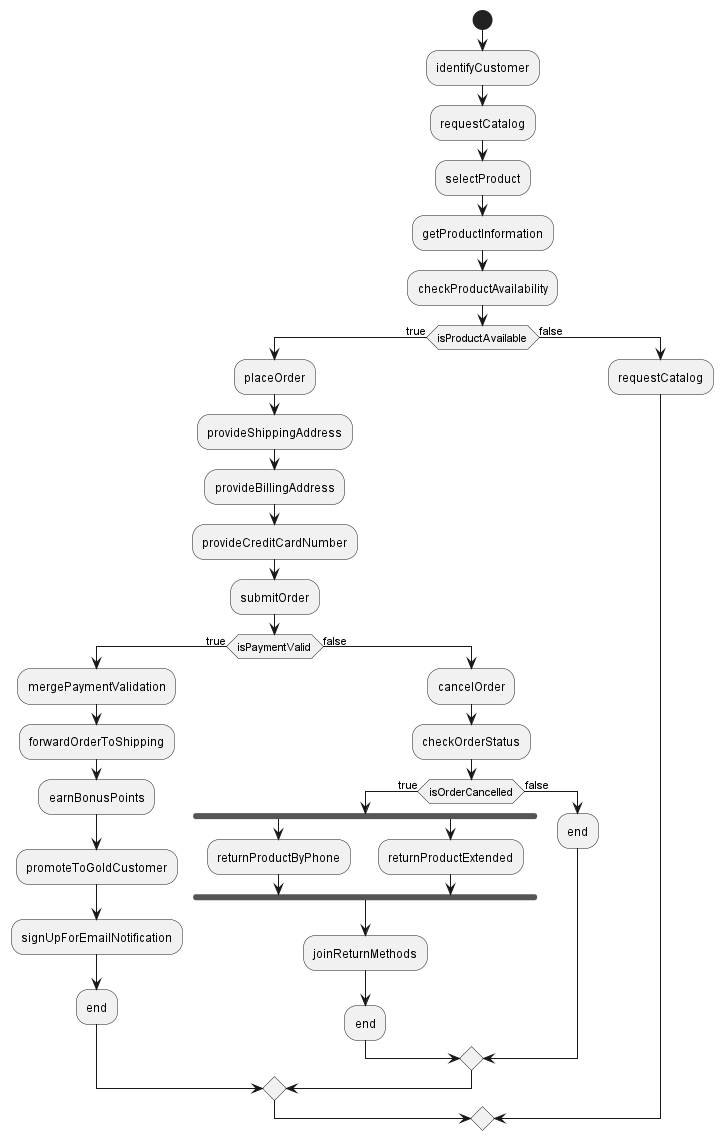 identifyCustomer
requestCatalog
selectProduct
getProductInformation
checkProductAvailability
true
isProductAvailable
false
placeOrder
requestCatalog
provideShippingAddress
provideBillingAddress
provideCreditCardNumber
submitOrder
true
isPaymentValid
false
mergePaymentValidation
cancelOrder
forwardOrderToShipping
checkOrderStatus
true
isOrderCancelled
false
earnBonusPoints
end
returnProductByPhone
returnProductExtended
promoteToGoldCustomer
signUpForEmailNotification
joinReturnMethods
end
end